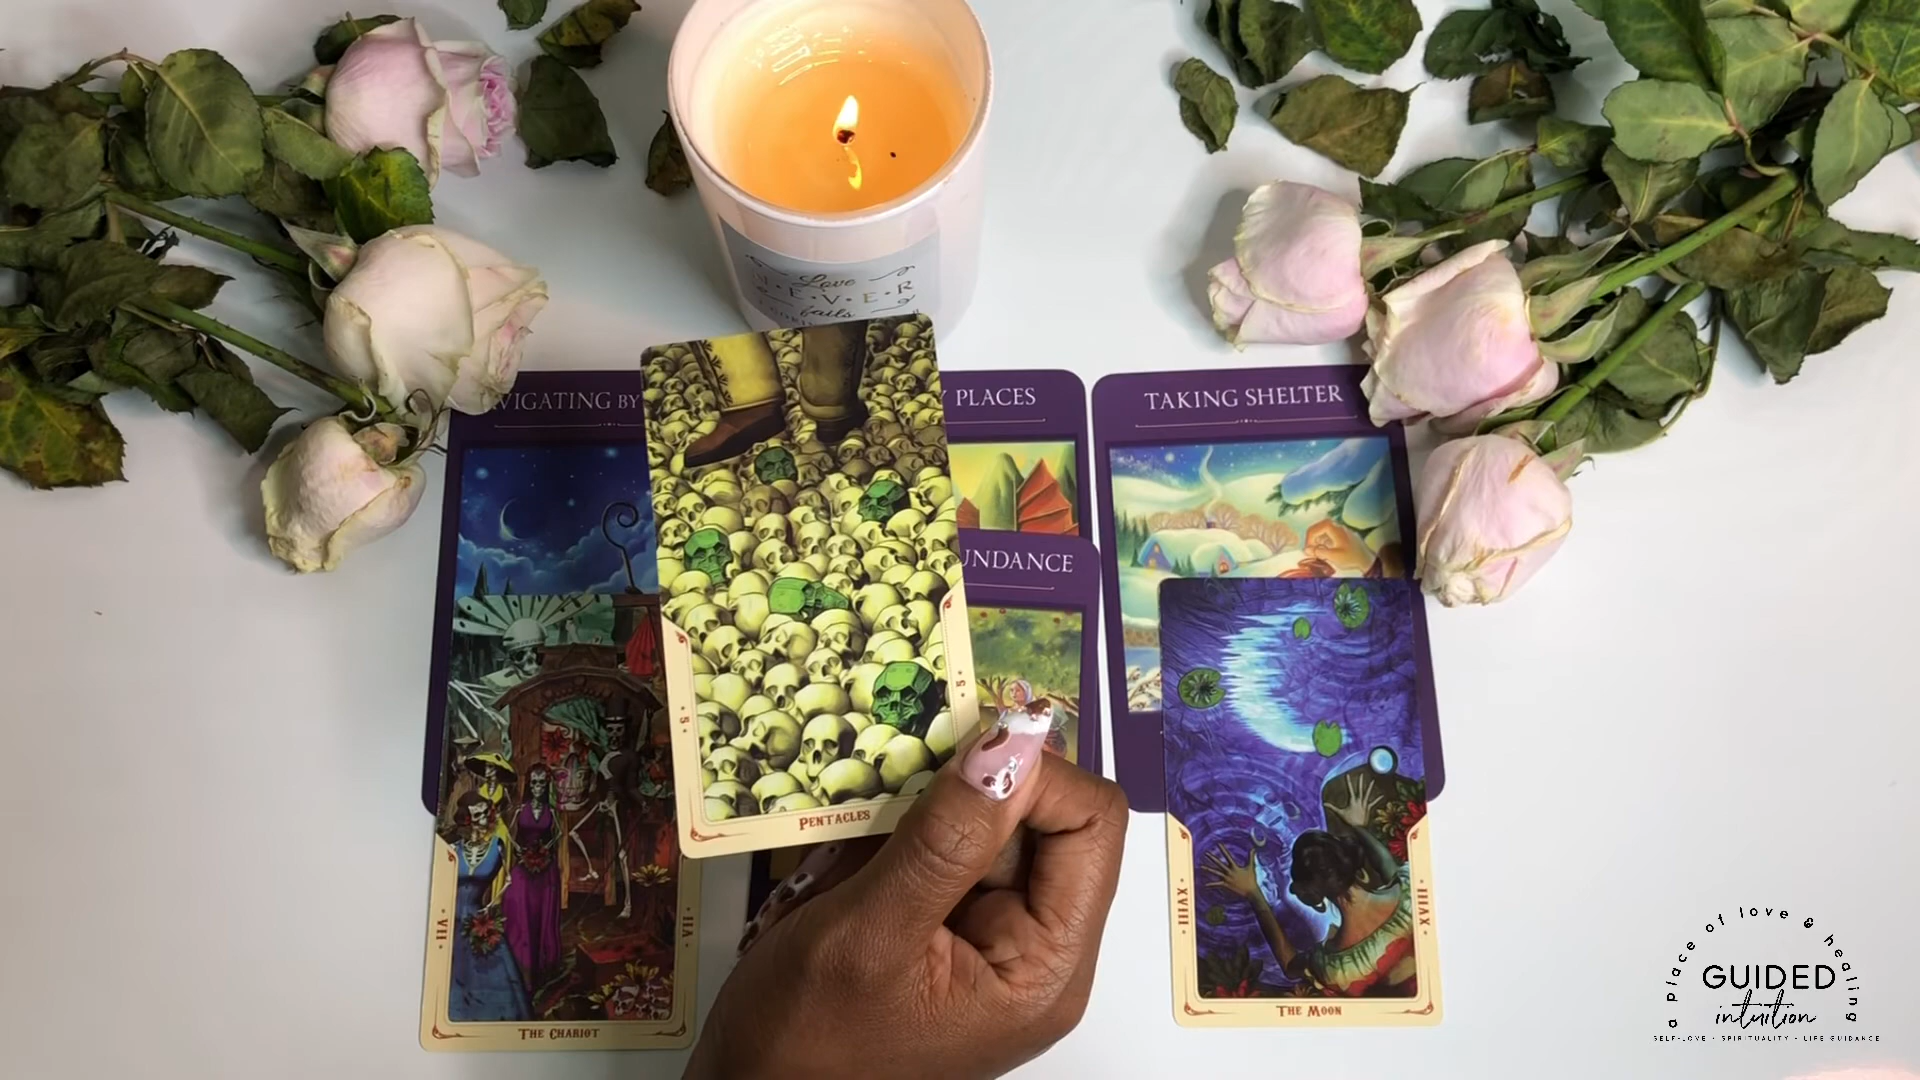 Love
N·E·V·E·R
fails
VIGATING BY
Y PLACES
TAKING SHELTER
UNDANCE
· 5 ·
· 5 ·
PENTACLES
· VII ·
· VII ·
THE CHARIOT
· XVIII ·
· XVIII ·
THE MOON
a place of love & healing
GUIDED
intuition
SELF-LOVE · SPIRITUALITY · LIFE GUIDANCE